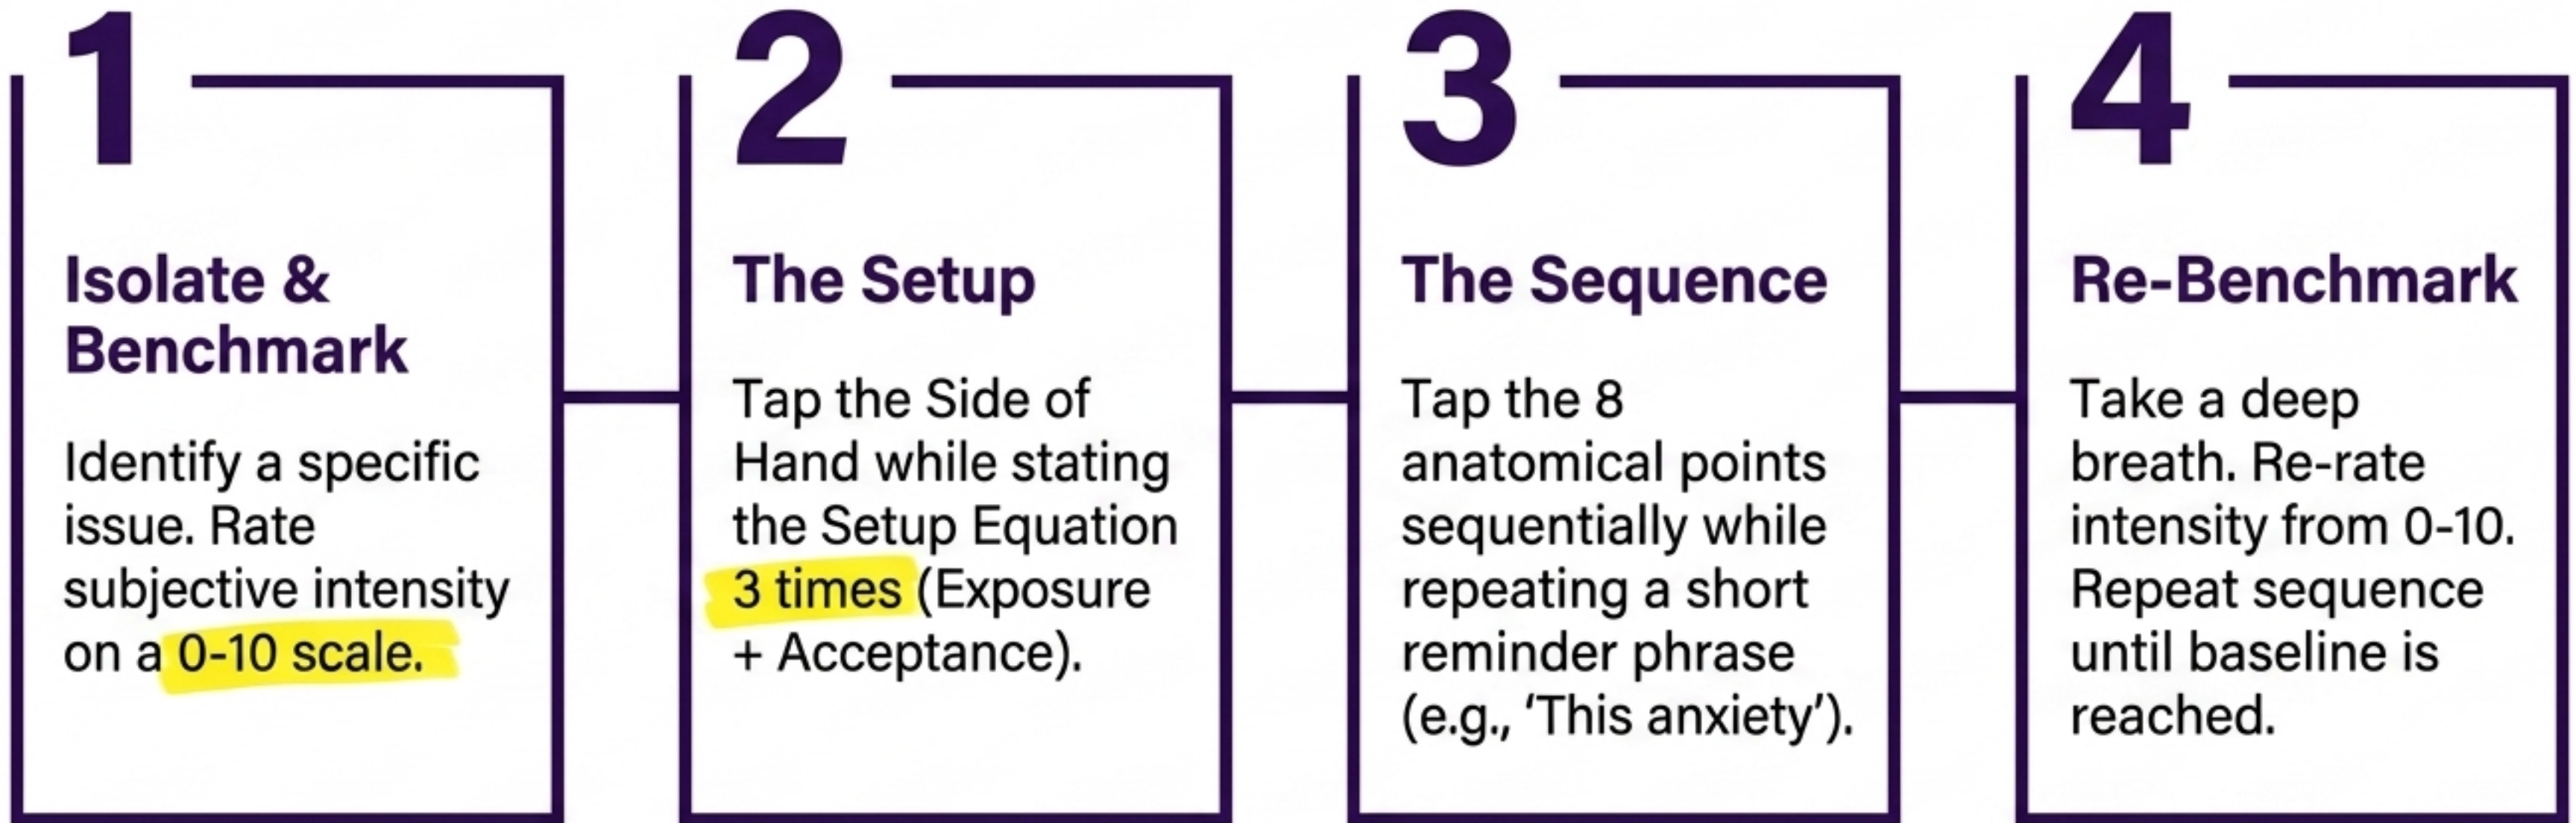 1
Isolate &
Benchmark
Identify a specific
issue. Rate
subjective intensity
on a 0-10 scale.
2
The Setup
Tap the Side of
Hand while stating
the Setup Equation
3 times (Exposure
+ Acceptance).
3
The Sequence
Tap the 8
anatomical points
sequentially while
repeating a short
reminder phrase
(e.g., ‘This anxiety’).
4
Re-Benchmark
Take a deep
breath. Re-rate
intensity from 0-10.
Repeat sequence
until baseline is
reached.